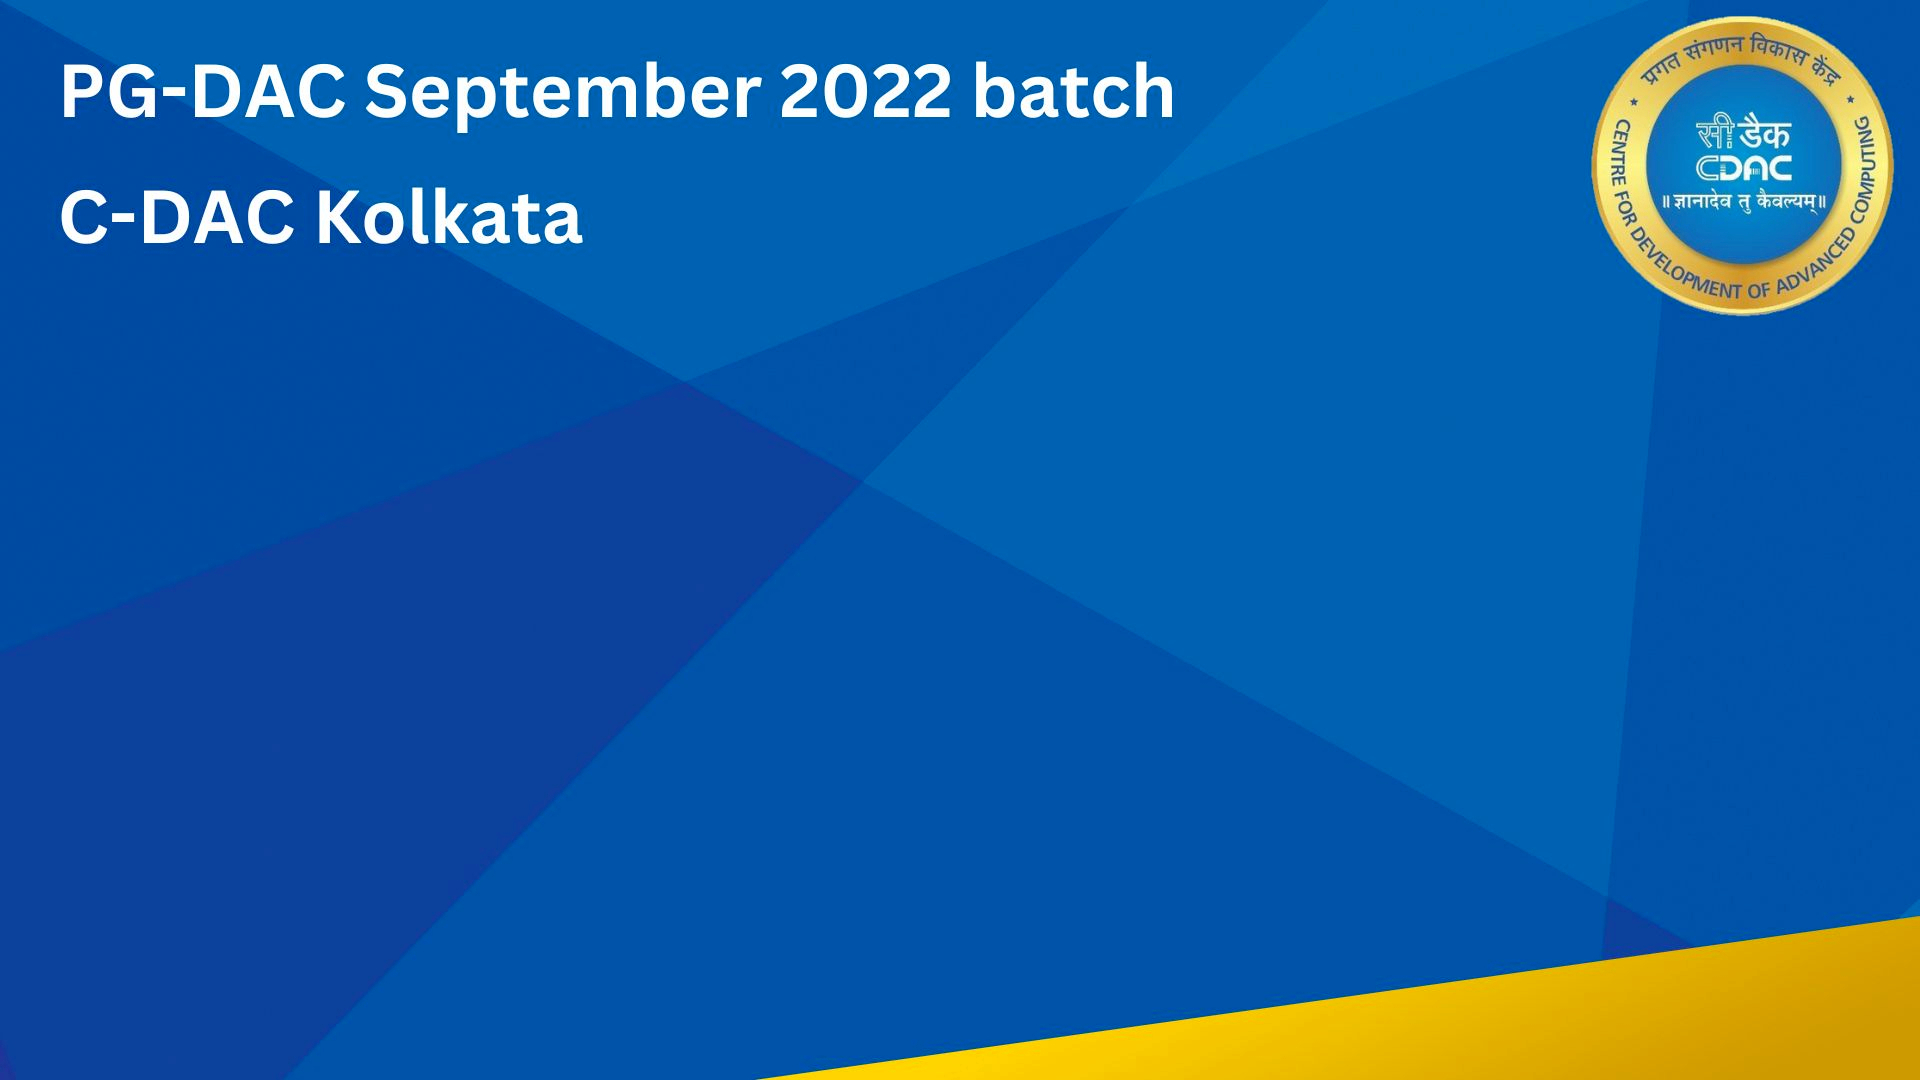 PG-DAC September 2022 batch
C-DAC Kolkata
प्रगत संगणन विकास केंद्र
सी डैक
CDAC
॥ ज्ञानादेव तु कैवल्यम् ॥
CENTRE FOR DEVELOPMENT OF ADVANCED COMPUTING